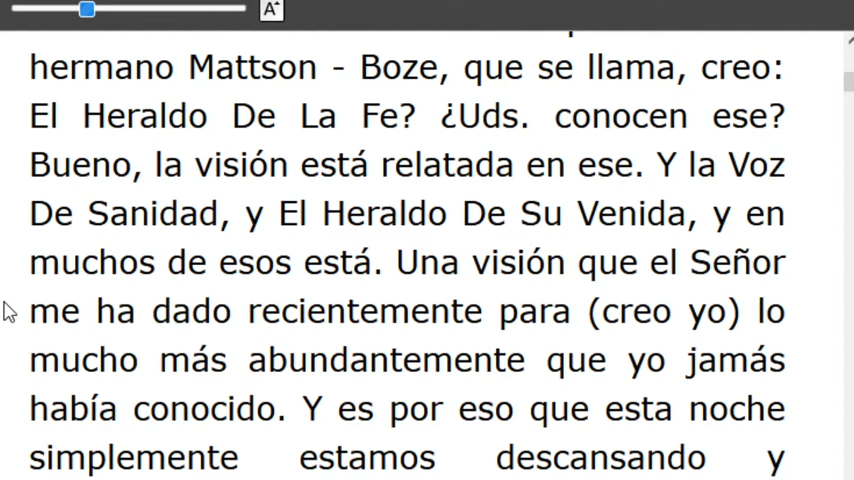 A
hermano Mattson - Boze, que se llama, creo:
El Heraldo De La Fe? ¿Uds. conocen ese?
Bueno, la visión está relatada en ese. Y la Voz
De Sanidad, y El Heraldo De Su Venida, y en
muchos de esos está. Una visión que el Señor
me ha dado recientemente para (creo yo) lo
mucho más abundantemente que yo jamás
había conocido. Y es por eso que esta noche
simplemente estamos descansando y